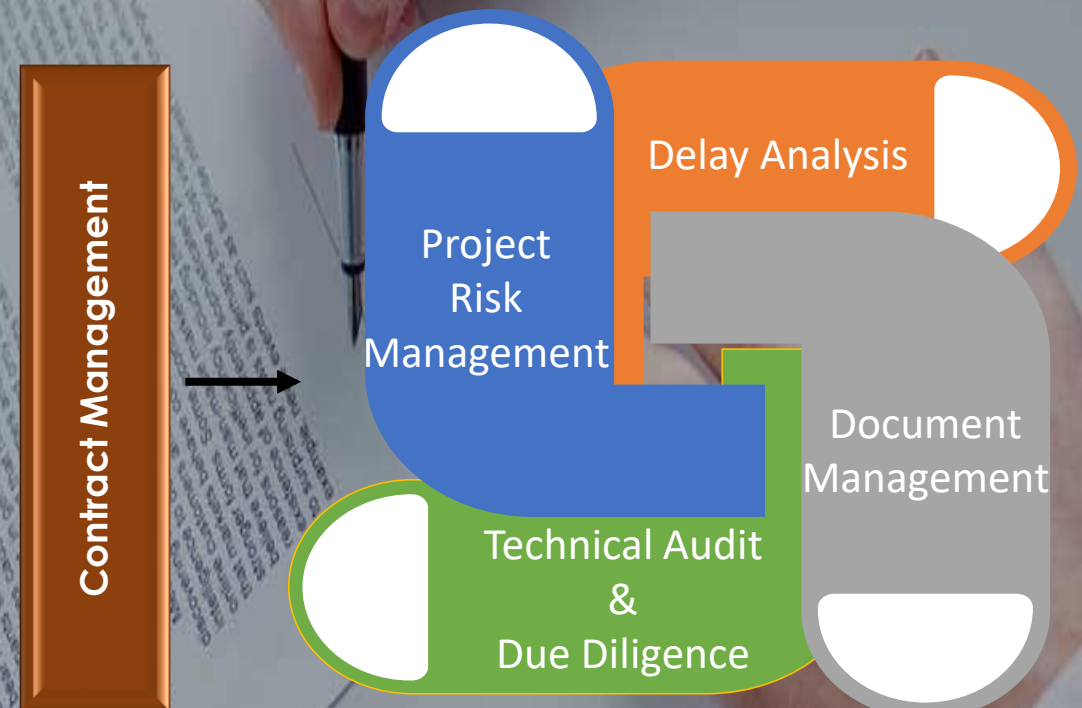 Contract Management
Project
Risk
Management
Delay Analysis
Document
Management
Technical Audit
&
Due Diligence